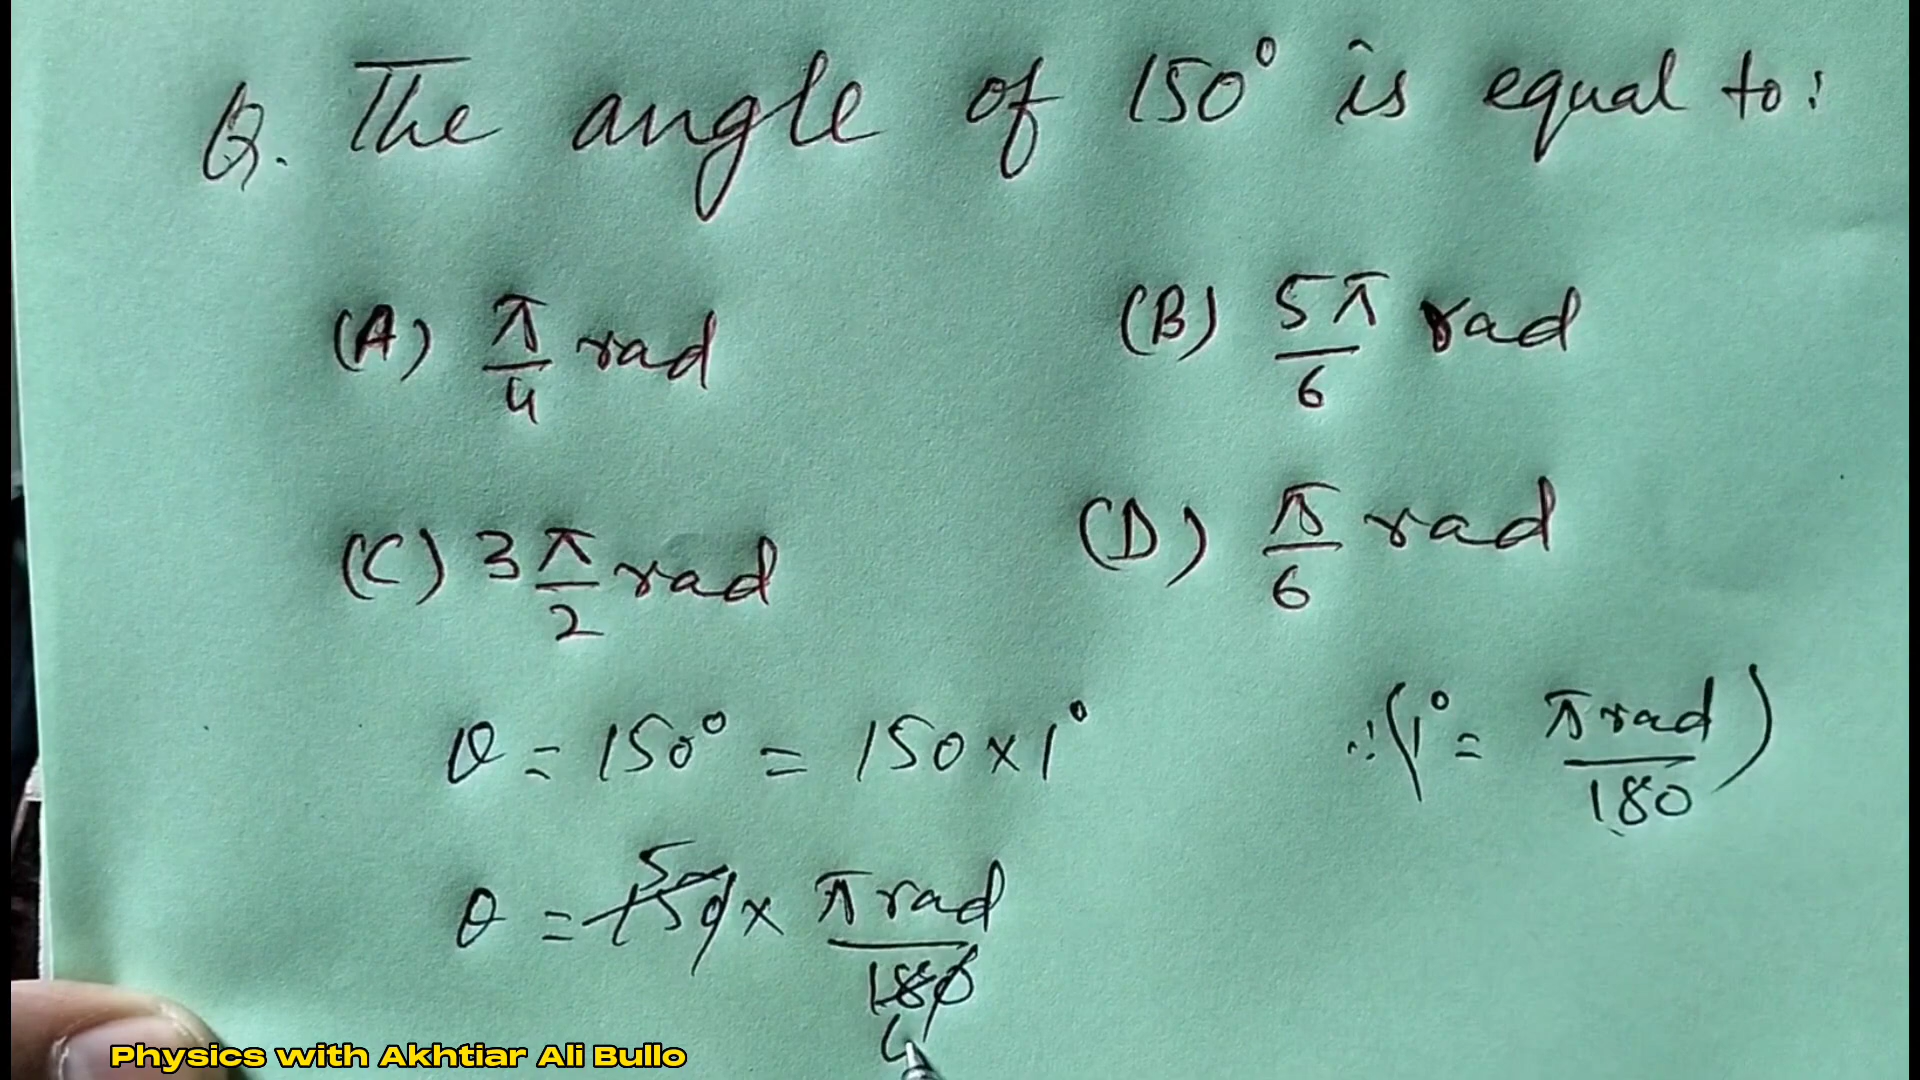 Q. The angle of 150° is equal to:
(A) π/4 rad (B) 5π/6 rad
(C) 3π/2 rad (D) π/6 rad
θ = 150° = 150 × 1° ∵ (1° = π rad/180)
5
θ = 150 × π rad/180
Physics with Akhtiar Ali Bullo